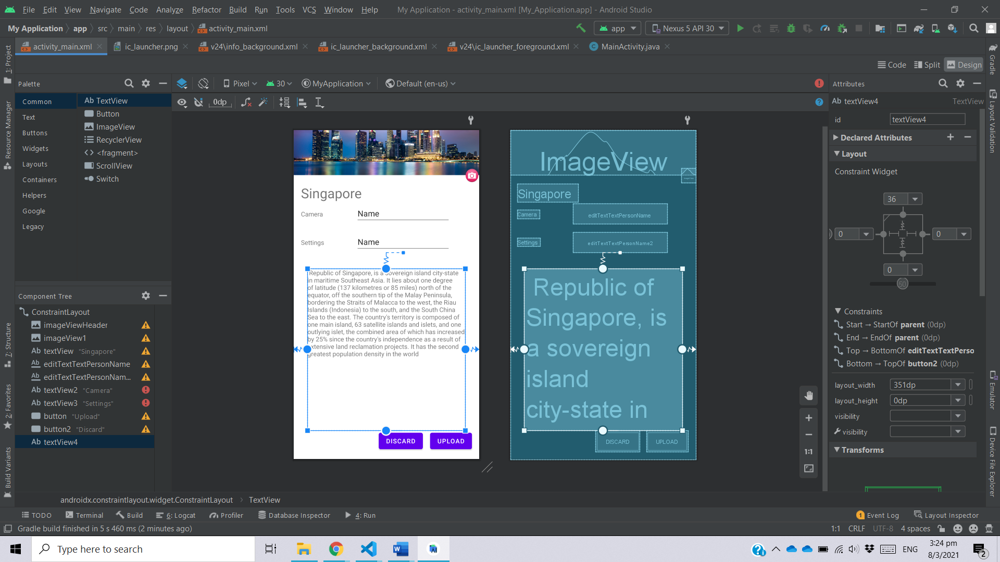 File Edit View Navigate Code Analyze Refactor Build Run Tools VCS Window Help My Application - activity_main.xml [My_Application.app] - Android Studio
My Application app src main res layout activity_main.xml app Nexus 5 API 30
activity_main.xml ic_launcher.png v24\info_background.xml ic_launcher_background.xml v24\ic_launcher_foreground.xml MainActivity.java
Code Split Design
Palette Pixel 30 MyApplication Default (en-us) Attributes
0dp
Common
Text
Buttons
Widgets
Layouts
Containers
Helpers
Google
Legacy
Ab TextView
Button
ImageView
RecyclerView
<fragment>
ScrollView
Switch
Component Tree
ConstraintLayout
imageViewHeader
imageView1
Ab textView "Singapore"
Ab editTextTextPersonName
Ab editTextTextPersonNam...
Ab textView2 "Camera"
Ab textView3 "Settings"
button "Upload"
button2 "Discard"
Ab textView4
1: Project
Resource Manager
7: Structure
2: Favorites
Build Variants
Singapore
Camera Name
Settings Name
Republic of Singapore, is a sovereign island city-state
in maritime Southeast Asia. It lies about one degree
of latitude (137 kilometres or 85 miles) north of the
equator, off the southern tip of the Malay Peninsula,
bordering the Straits of Malacca to the west, the Riau
Islands (Indonesia) to the south, and the South China
Sea to the east. The country's territory is composed of
one main island, 63 satellite islands and islets, and one
outlying islet, the combined area of which has increased
by 25% since the country's independence as a result of
extensive land reclamation projects. It has the second
greatest population density in the world
DISCARD UPLOAD
ImageView
Singapore
Camera editTextTextPersonName
Settings editTextTextPersonName2
Republic of
Singapore, is
a sovereign
island
city-state in
DISCARD UPLOAD
1:1
Ab textView4 TextView
id textView4
Declared Attributes
Layout
Constraint Widget
36
0 0
0
50
Constraints
Start → StartOf parent (0dp)
End → EndOf parent (0dp)
Top → BottomOf editTextTextPerso
Bottom → TopOf button2 (0dp)
layout_width 351dp
layout_height 0dp
visibility
visibility
Transforms
Gradle
Layout Validation
Emulator
Device File Explorer
androidx.constraintlayout.widget.ConstraintLayout TextView
TODO Terminal Build 6: Logcat Profiler Database Inspector 4: Run 1 Event Log Layout Inspector
Gradle build finished in 5 s 460 ms (2 minutes ago) 1:1 CRLF UTF-8 4 spaces
Type here to search ENG 3:24 pm
8/3/2021 2